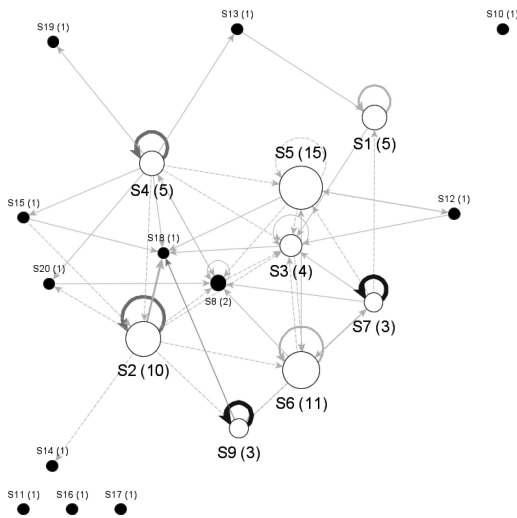 S13 (1)
S10 (1)
S19 (1)
S1 (5)
S5 (15)
S4 (5)
S12 (1)
S15 (1)
S18 (1)
S3 (4)
S20 (1)
S8 (2)
S7 (3)
S2 (10)
S6 (11)
S9 (3)
S14 (1)
S11 (1)
S16 (1)
S17 (1)